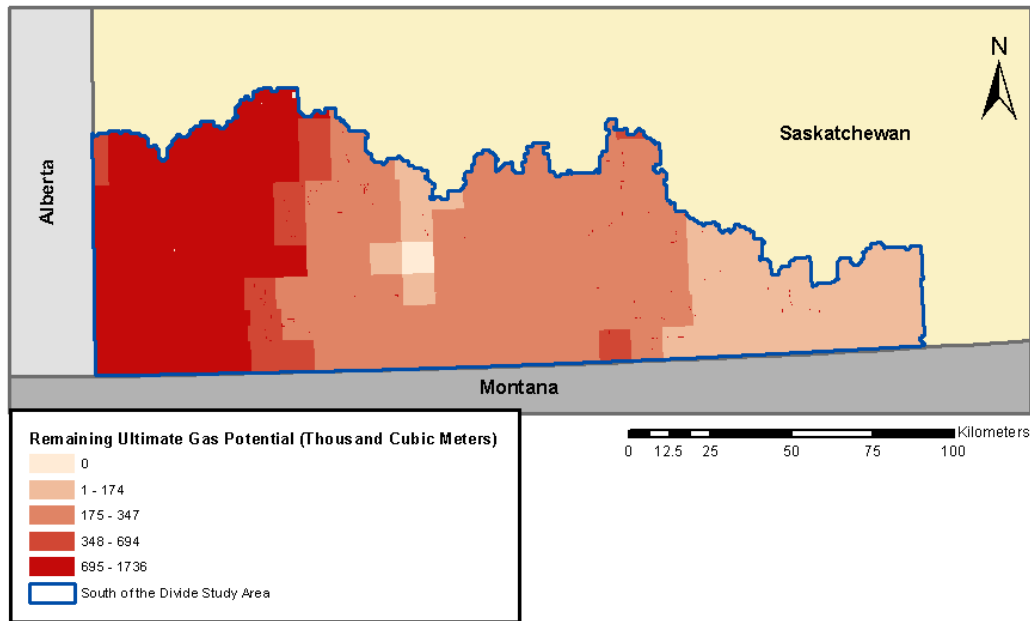 N
Saskatchewan
Alberta
Montana
Remaining Ultimate Gas Potential (Thousand Cubic Meters)
0
1 - 174
175 - 347
348 - 694
695 - 1736
South of the Divide Study Area
Kilometers
0 12.5 25 50 75 100